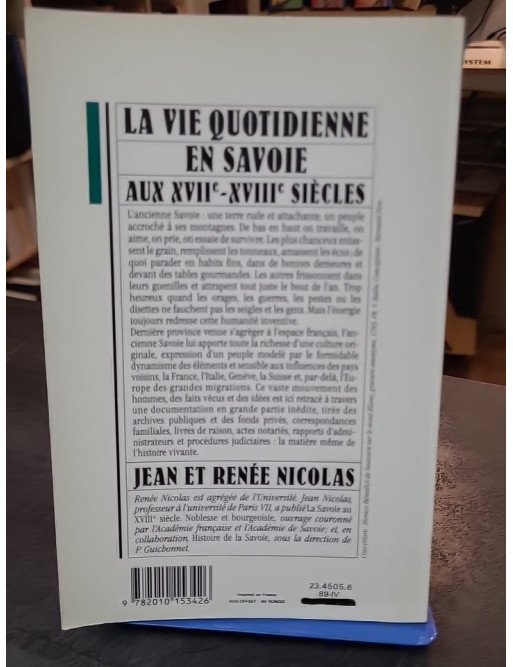 YSTEM
LA VIE QUOTIDIENNE
EN SAVOIE
AUX XVIIe-XVIIIe SIÈCLES
L'ancienne Savoie : une terre rude et attachante, un peuple
accroché à ses montagnes. De bas en haut on travaille, on
aime, on prie, on essaie de survivre. Les plus chanceux entas-
sent le grain, remplissent les tonneaux, amassent les écus; de
quoi parader en habits fins, dans de bonnes demeures et
devant des tables gourmandes. Les autres frissonnent dans
leurs guenilles et attrapent tout juste le bout de l'an. Trop
heureux quand les orages, les guerres, les pestes ou les
disettes ne fauchent pas les seigles et les gens. Mais l'énergie
toujours redresse cette humanité inventive.
Dernière province venue s'agréger à l'espace français, l'an-
cienne Savoie lui apporte toute la richesse d'une culture ori-
ginale, expression d'un peuple modelé par le formidable
dynamisme des éléments et sensible aux influences des pays
voisins, la France, l'Italie, Genève, la Suisse et, par-delà, l'Eu-
rope des grandes migrations. Ce vaste mouvement des
hommes, des faits vécus et des idées est ici retracé à travers
une documentation en grande partie inédite, tirée des
archives publiques et des fonds privés, correspondances
familiales, livres de raison, actes notariés, rapports d'admi-
nistrateurs et procédures judiciaires : la matière même de
l'histoire vivante.
JEAN ET RENÉE NICOLAS
Renée Nicolas est agrégée de l'Université. Jean Nicolas,
professeur à l'université de Paris VII, a publié La Savoie au
XVIIIe siècle. Noblesse et bourgeoisie, ouvrage couronné
par l'Académie française et l'Académie de Savoie; et, en
collaboration, Histoire de la Savoie, sous la direction de
P. Guichonnet.
9 782010 153426
23.4505.6
89-IV